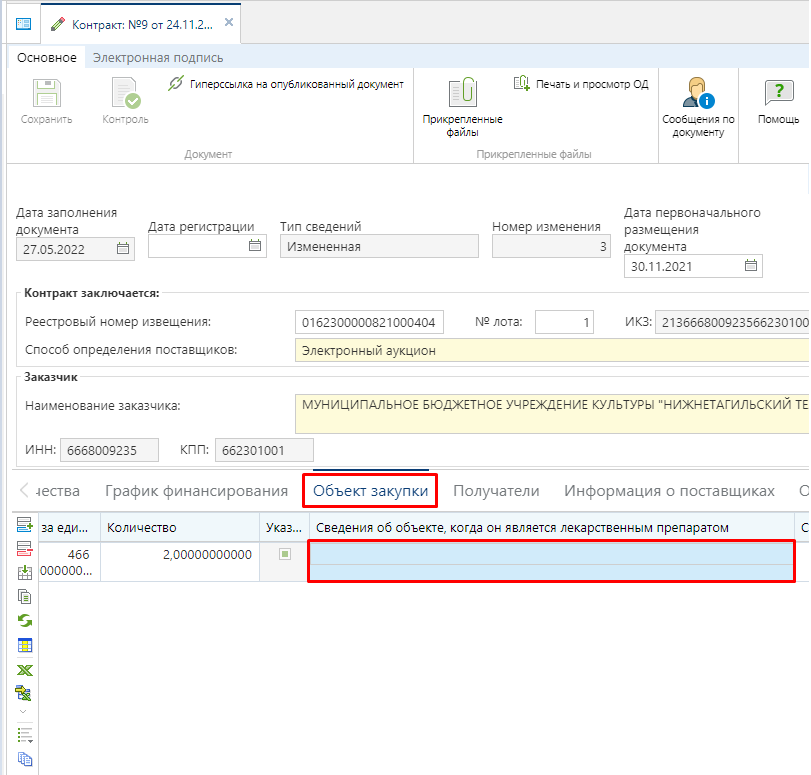 Контракт: №9 от 24.11.2...
Основное
Электронная подпись
Сохранить
Контроль
Гиперссылка на опубликованный документ
Документ
Прикрепленные
файлы
Печать и просмотр ОД
Прикрепленные файлы
Сообщения по
документу
Помощь
Дата заполнения
документа
27.05.2022
Дата регистрации
Тип сведений
Измененная
Номер изменения
3
Дата первоначального
размещения
документа
30.11.2021
Контракт заключается:
Реестровый номер извещения:
0162300000821000404
№ лота:
1
ИКЗ:
2136668009235662301​00
Способ определения поставщиков:
Электронный аукцион
Заказчик
Наименование заказчика:
МУНИЦИПАЛЬНОЕ БЮДЖЕТНОЕ УЧРЕЖДЕНИЕ КУЛЬТУРЫ "НИЖНЕТАГИЛЬСКИЙ ТЕ
ИНН:
6668009235
КПП:
662301001
чества
График финансирования
Объект закупки
Получатели
Информация о поставщиках
О
за еди...
Количество
Указ...
Сведения об объекте, когда он является лекарственным препаратом
С
466
000000...
2,00000000000